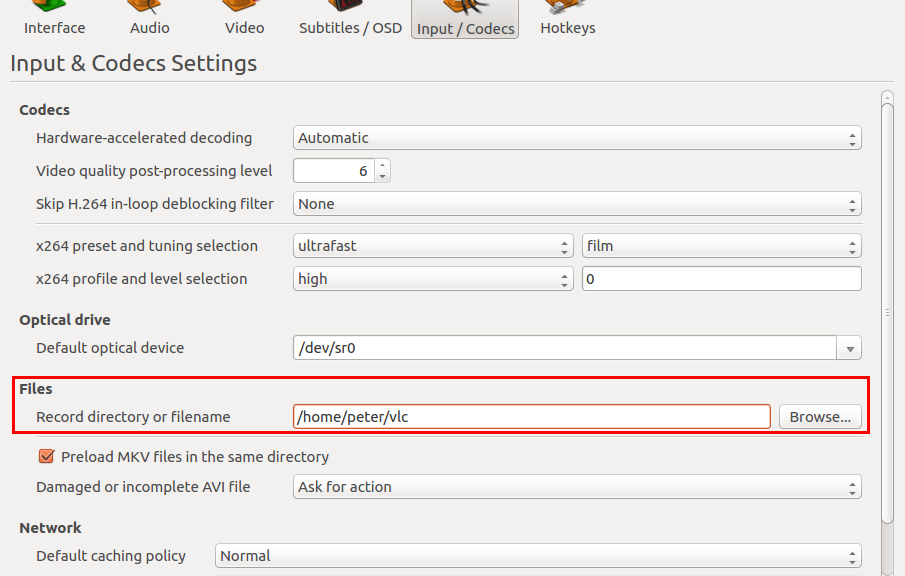 Interface Audio Video Subtitles / OSD Input / Codecs Hotkeys
Input & Codecs Settings
Codecs
Hardware-accelerated decoding Automatic
Video quality post-processing level 6
Skip H.264 in-loop deblocking filter None
x264 preset and tuning selection ultrafast film
x264 profile and level selection high 0
Optical drive
Default optical device /dev/sr0
Files
Record directory or filename /home/peter/vlc Browse...
Preload MKV files in the same directory
Damaged or incomplete AVI file Ask for action
Network
Default caching policy Normal